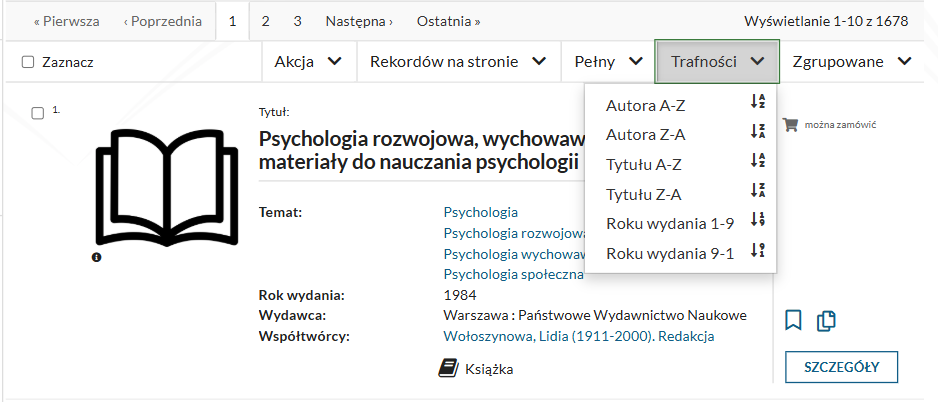 « Pierwsza ‹ Poprzednia 1 2 3 Następna › Ostatnia » Wyświetlanie 1-10 z 1678
Zaznacz Akcja Rekordów na stronie Pełny Trafności Zgrupowane
Autora A-Z
Autora Z-A
Tytułu A-Z
Tytułu Z-A
Roku wydania 1-9
Roku wydania 9-1
1.
Tytuł:
Psychologia rozwojowa, wychowaw
materiały do nauczania psychologii
można zamówić
Temat: Psychologia
Psychologia rozwojowa
Psychologia wychowaw
Psychologia społeczna
Rok wydania: 1984
Wydawca: Warszawa : Państwowe Wydawnictwo Naukowe
Współtwórcy: Wołoszynowa, Lidia (1911-2000). Redakcja
Książka
SZCZEGÓŁY